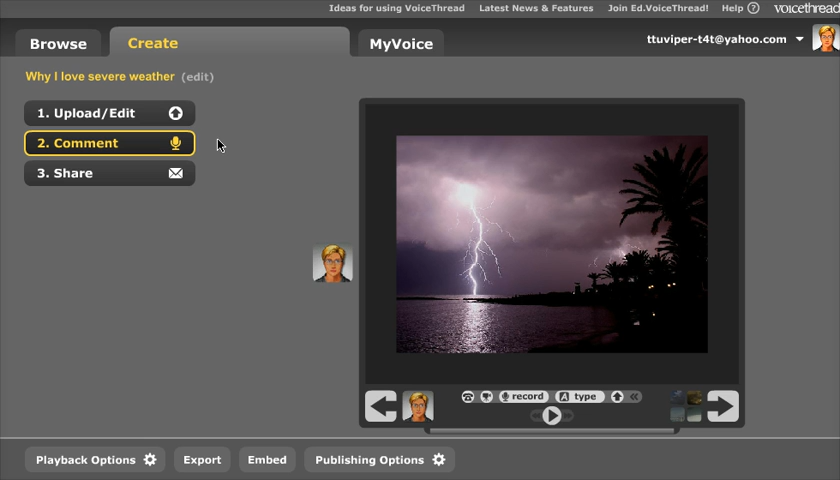 Ideas for using VoiceThread Latest News & Features Join Ed.VoiceThread! Help ? voicethread
Browse Create MyVoice ttuviper-t4t@yahoo.com
Why I love severe weather (edit)
1. Upload/Edit
2. Comment
3. Share
record A type
Playback Options Export Embed Publishing Options